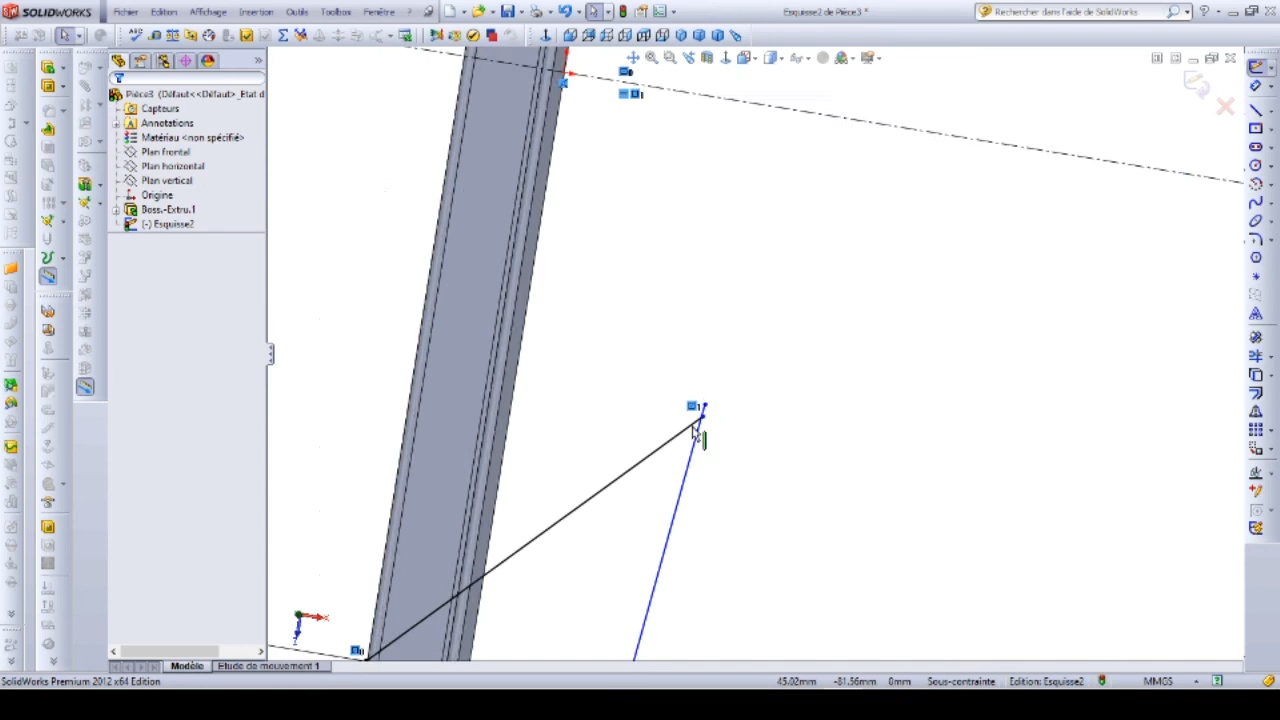 SOLIDWORKS Fichier Edition Affichage Insertion Outils Toolbox Fenêtre ? Esquisse2 de Pièce3 * Rechercher dans l'aide de SolidWorks
Pièce3 (Défaut<<Défaut>_Etat d
Capteurs
Annotations
Matériau <non spécifié>
Plan frontal
Plan horizontal
Plan vertical
Origine
Boss.-Extru.1
(-) Esquisse2
Modèle Etude de mouvement 1
SolidWorks Premium 2012 x64 Edition 45.02mm -81.56mm 0mm Sous-contrainte Edition: Esquisse2 MMGS